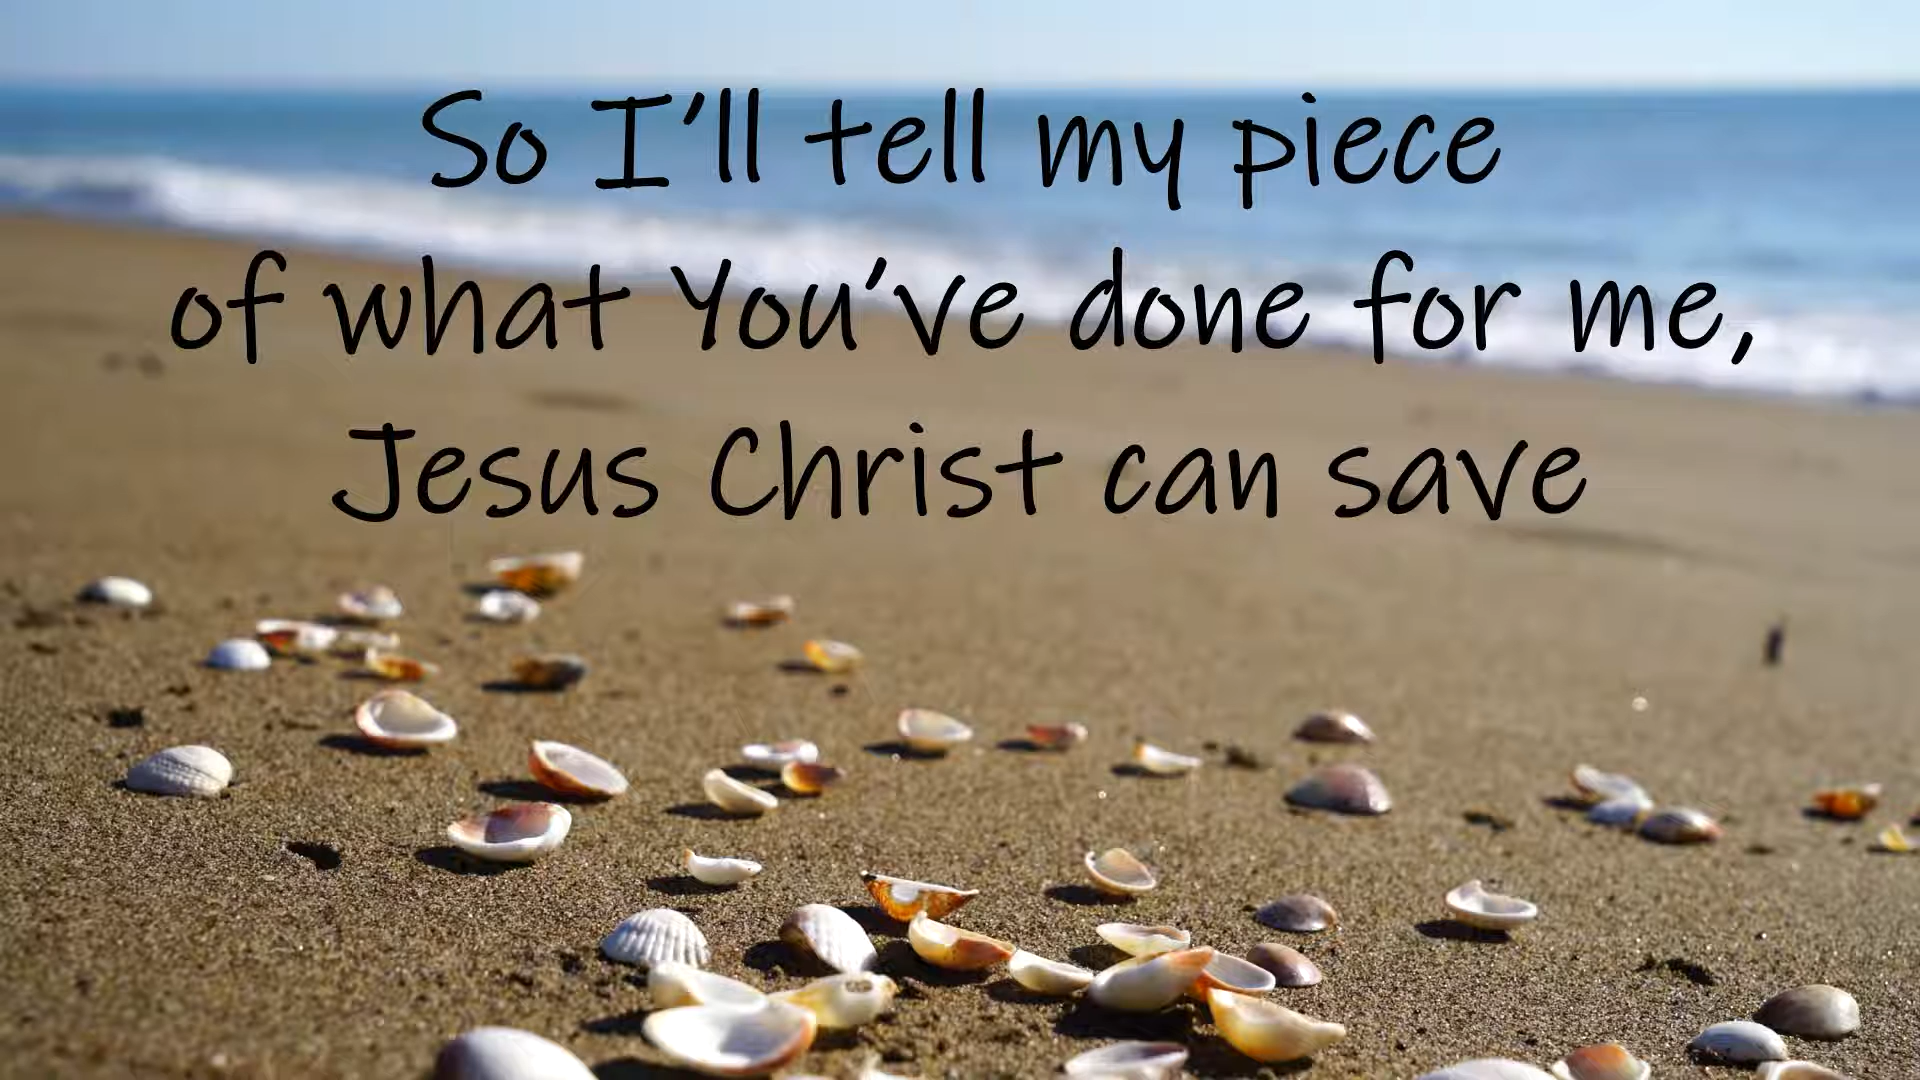 So I’ll tell my piece
of what You’ve done for me,
Jesus Christ can save